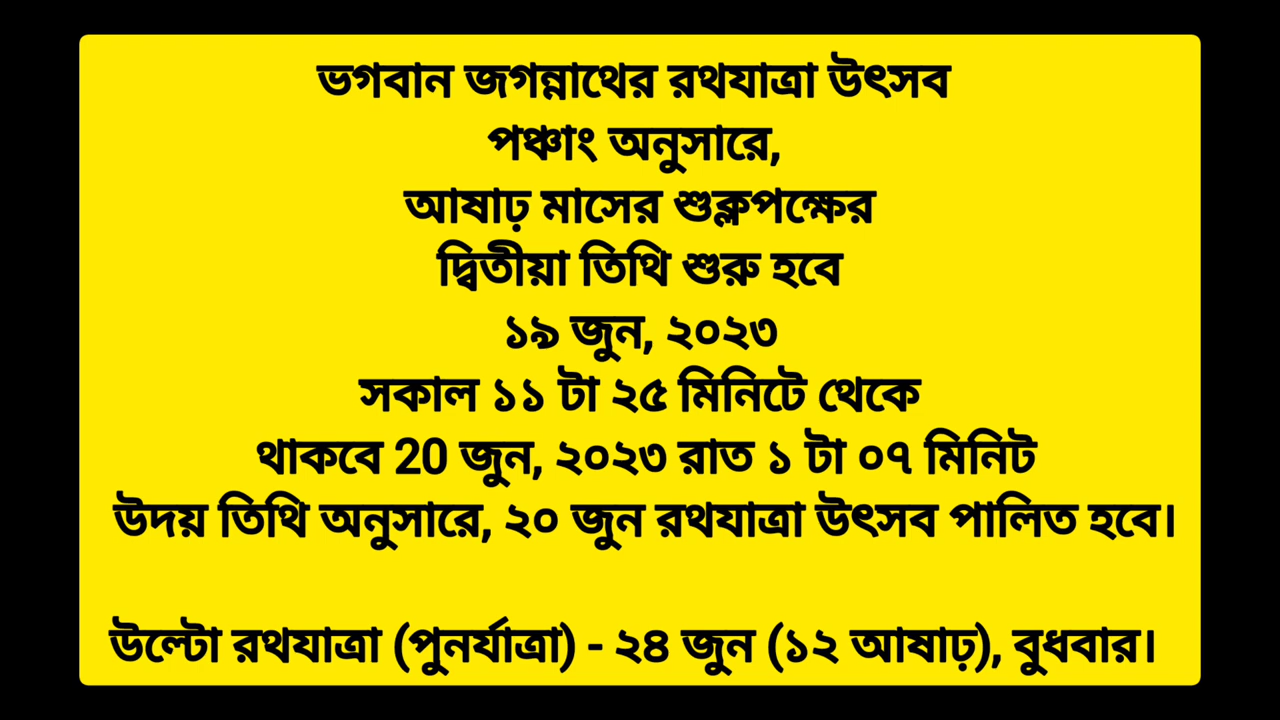 ভগবান জগন্নাথের রথযাত্রা উৎসব
পঞ্চাং অনুসারে,
আষাঢ় মাসের শুক্লপক্ষের
দ্বিতীয়া তিথি শুরু হবে
১৯ জুন, ২০২৩
সকাল ১১ টা ২৫ মিনিটে থেকে
থাকবে 20 জুন, ২০২৩ রাত ১ টা ০৭ মিনিট
উদয় তিথি অনুসারে, ২০ জুন রথযাত্রা উৎসব পালিত হবে।
উল্টো রথযাত্রা (পুনর্যাত্রা) - ২৪ জুন (১২ আষাঢ়), বুধবার।